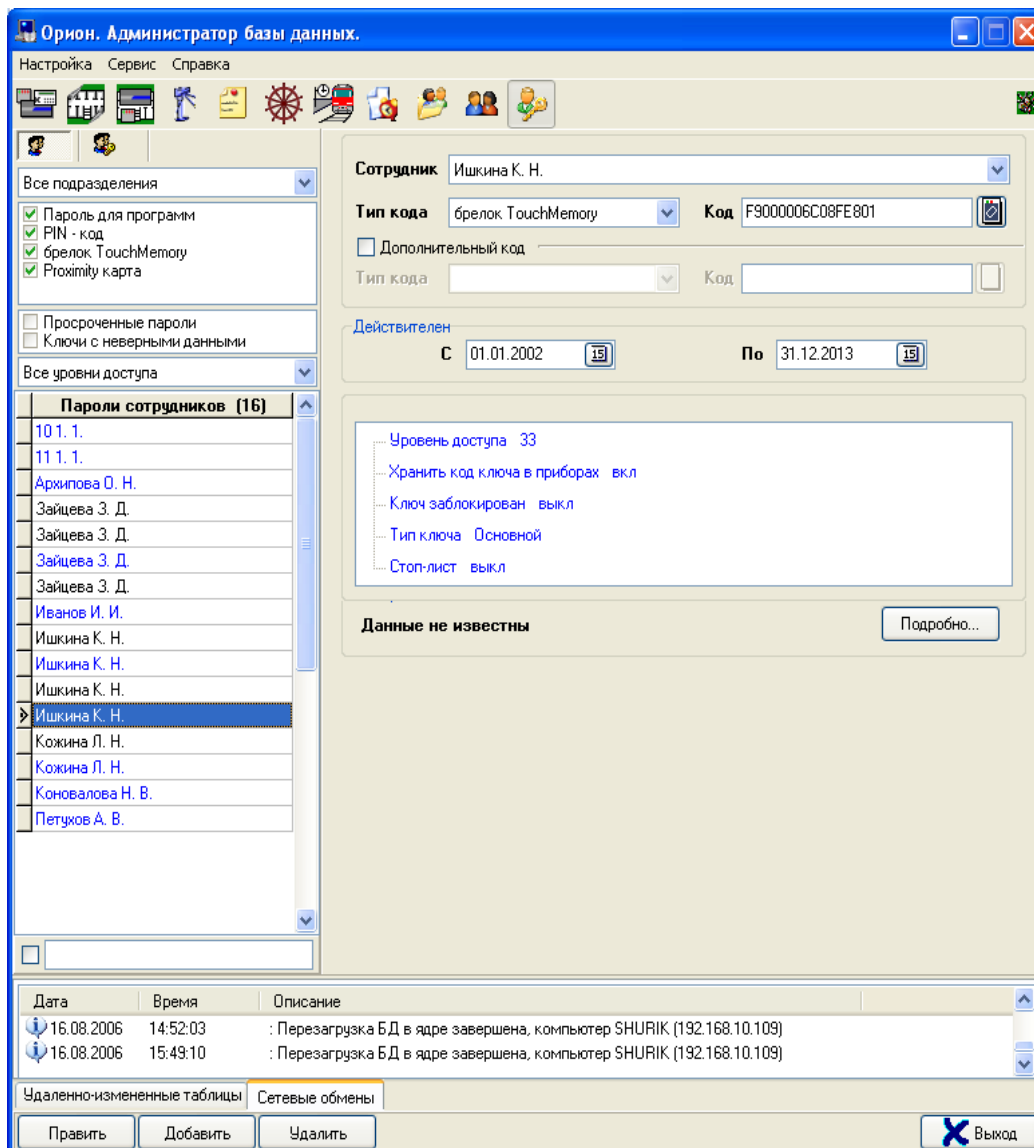 Орион. Администратор базы данных.
Настройка Сервис Справка
Все подразделения
Пароль для программ
PIN - код
брелок TouchMemory
Proximity карта
Просроченные пароли
Ключи с неверными данными
Все уровни доступа
Пароли сотрудников (16)
10 1. 1.
11 1. 1.
Архипова О. Н.
Зайцева З. Д.
Зайцева З. Д.
Зайцева З. Д.
Зайцева З. Д.
Иванов И. И.
Ишкина К. Н.
Ишкина К. Н.
Ишкина К. Н.
Ишкина К. Н.
Кожина Л. Н.
Кожина Л. Н.
Коновалова Н. В.
Петухов А. В.
Сотрудник Ишкина К. Н.
Тип кода брелок TouchMemory Код F9000006C08FE801
Дополнительный код
Тип кода Код
Действителен
С 01.01.2002 15 По 31.12.2013 15
Уровень доступа 33
Хранить код ключа в приборах вкл
Ключ заблокирован выкл
Тип ключа Основной
Стоп-лист выкл
Данные не известны Подробно...
Дата Время Описание
16.08.2006 14:52:03 : Перезагрузка БД в ядре завершена, компьютер SHURIK (192.168.10.109)
16.08.2006 15:49:10 : Перезагрузка БД в ядре завершена, компьютер SHURIK (192.168.10.109)
Удаленно-измененные таблицы Сетевые обмены
Править Добавить Удалить Выход